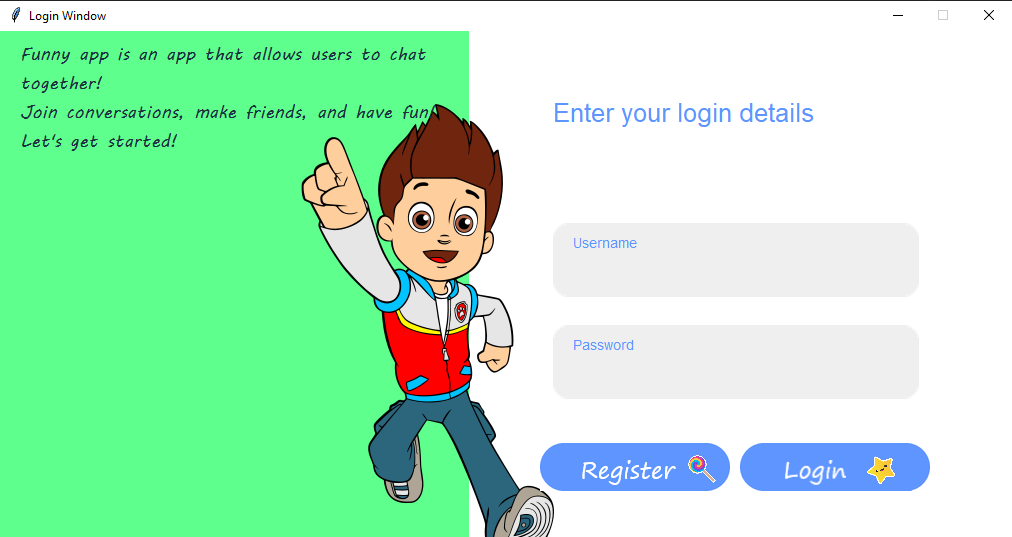 Login Window
Funny app is an app that allows users to chat
together!
Join conversations, make friends, and have fun!
Let's get started!
Enter your login details
Username
Password
Register
Login